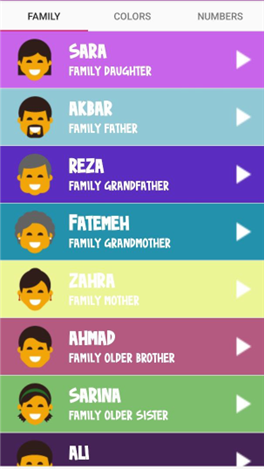 FAMILY COLORS NUMBERS
SARA
FAMILY DAUGHTER
AKBAR
FAMILY FATHER
REZA
FAMILY GRANDFATHER
FATEMEH
FAMILY GRANDMOTHER
ZAHRA
FAMILY MOTHER
AHMAD
FAMILY OLDER BROTHER
SARINA
FAMILY OLDER SISTER
ALI